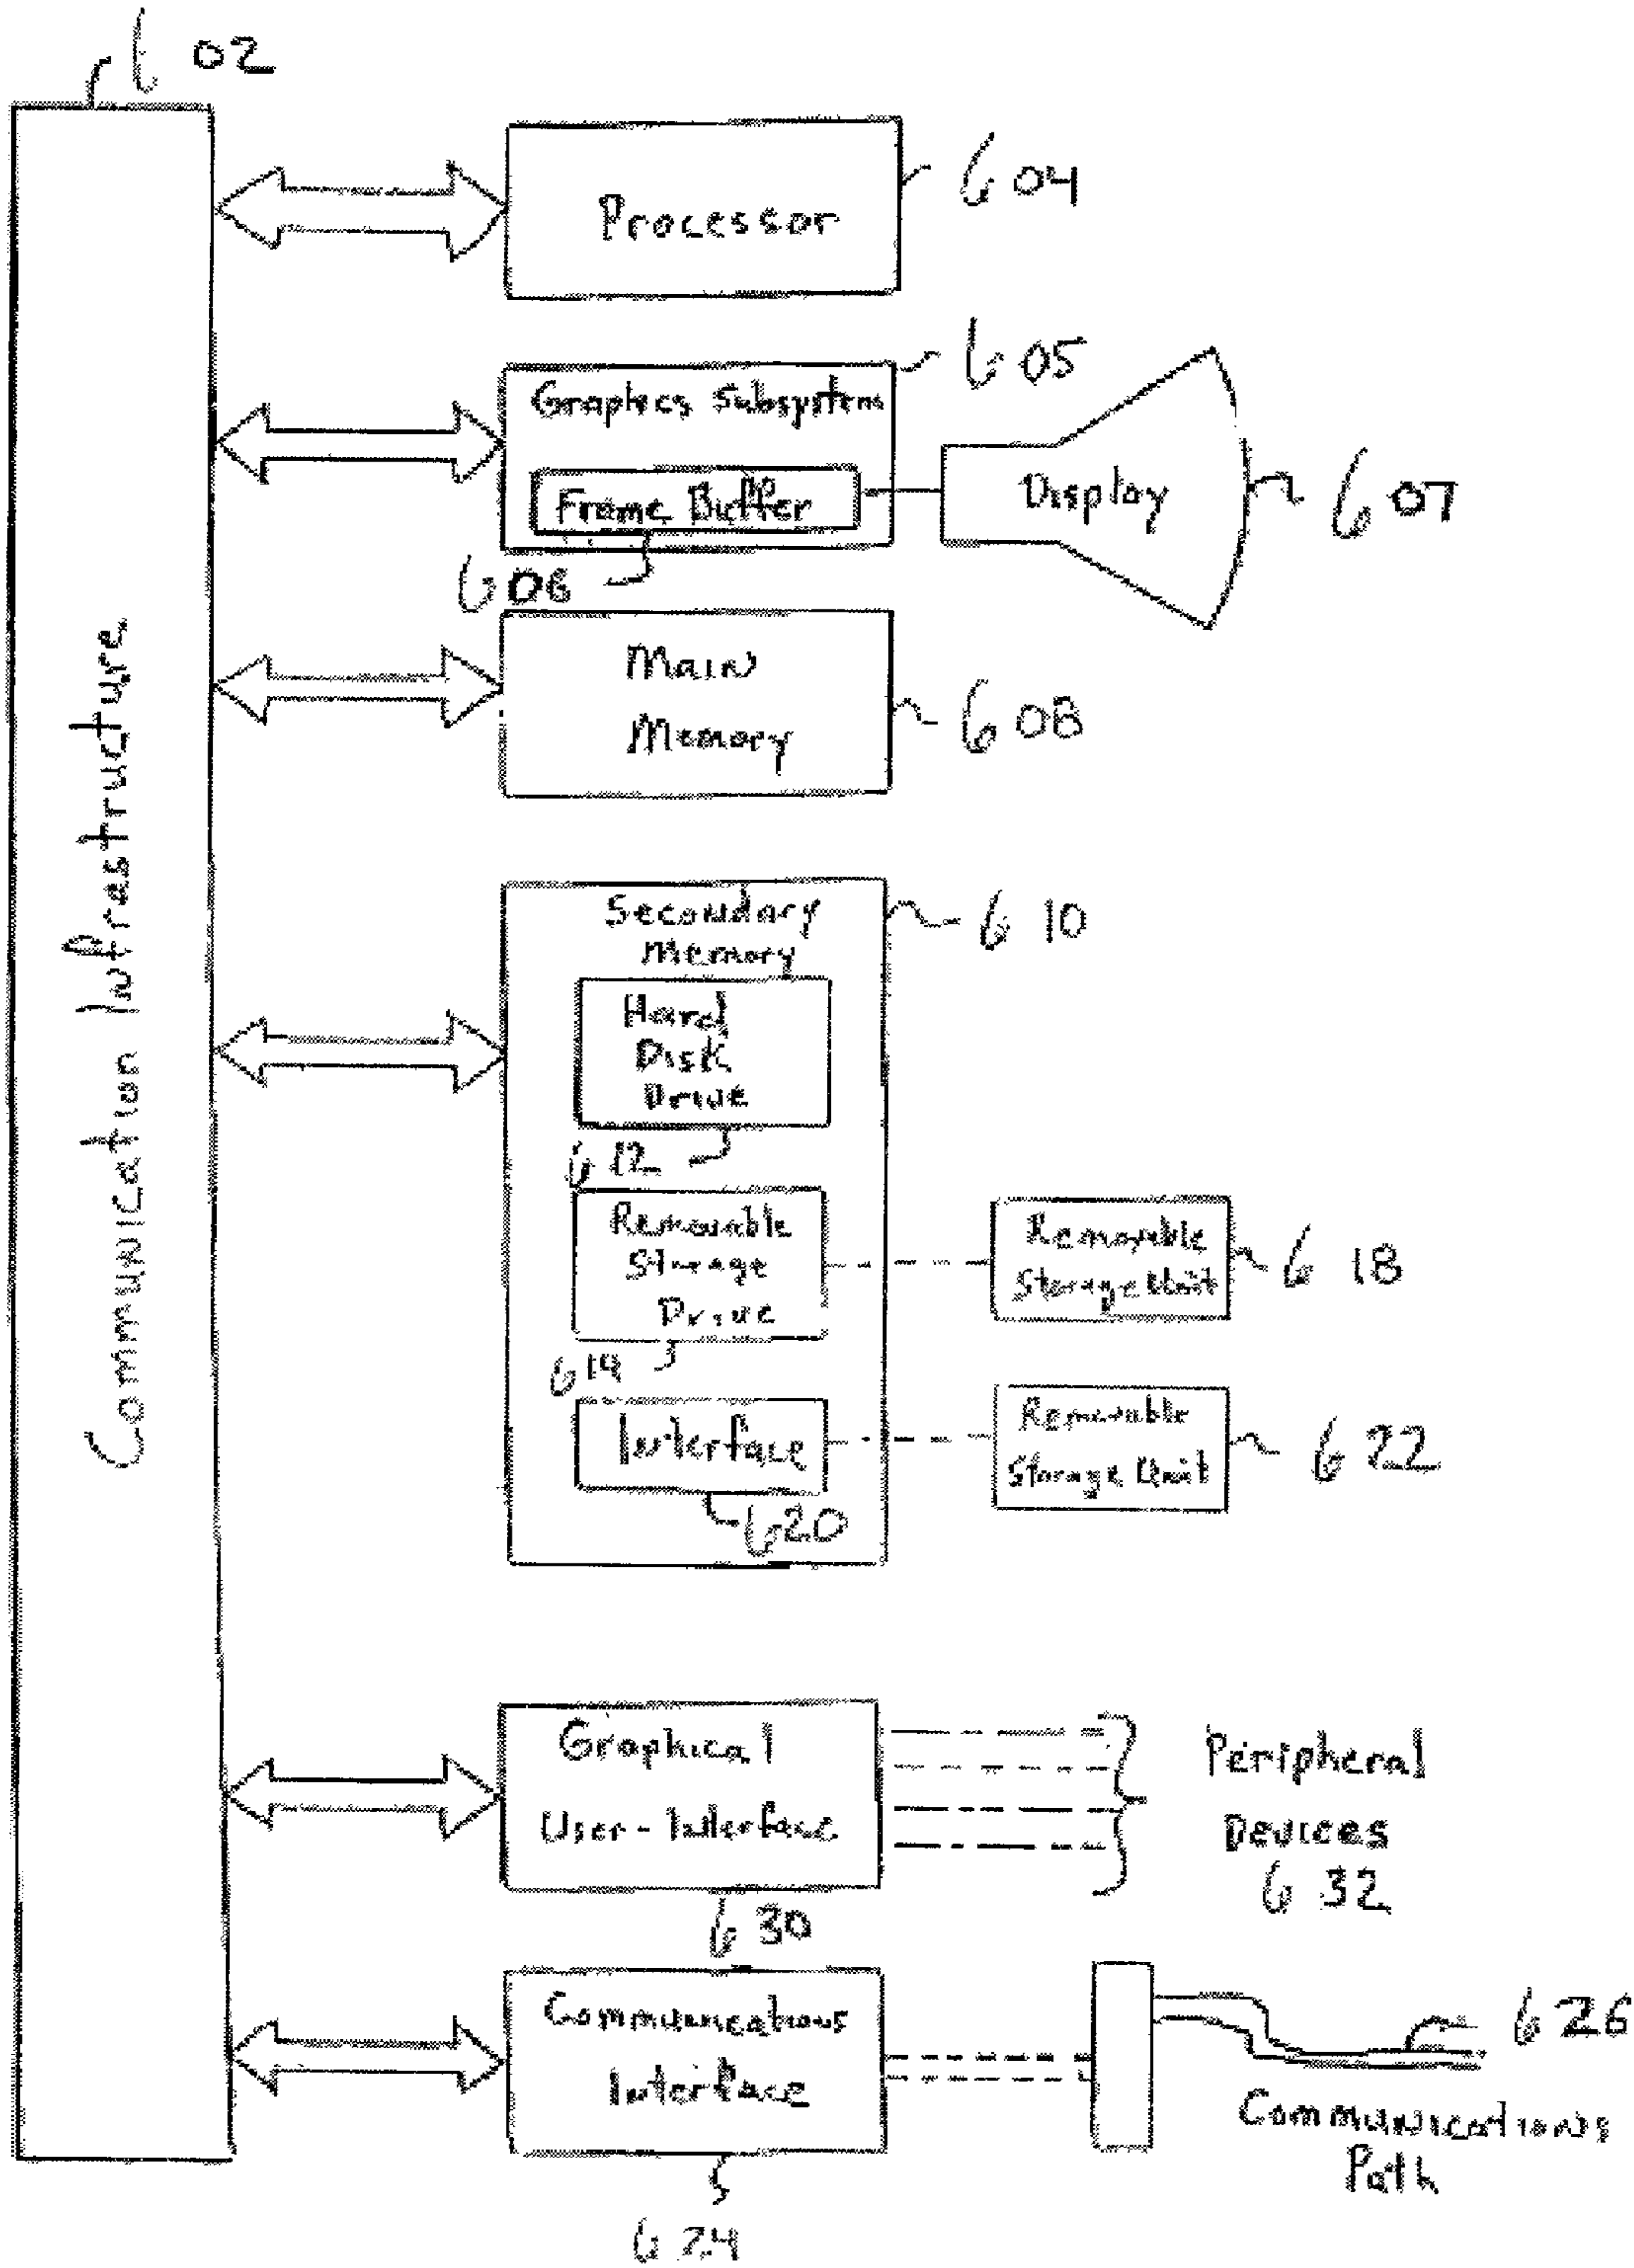 602
Communication Infrastructure
Processor
604
Graphics Subsystem
605
Frame Buffer
606
Display
607
Main
Memory
608
Secondary
Memory
610
Hard
Disk
Drive
612
Removable
Storage
Drive
614
Removable
Storage Unit
618
Interface
620
Removable
Storage Unit
622
Graphical
User-Interface
630
Peripheral
Devices
632
Communications
Interface
624
626
Communications
Path